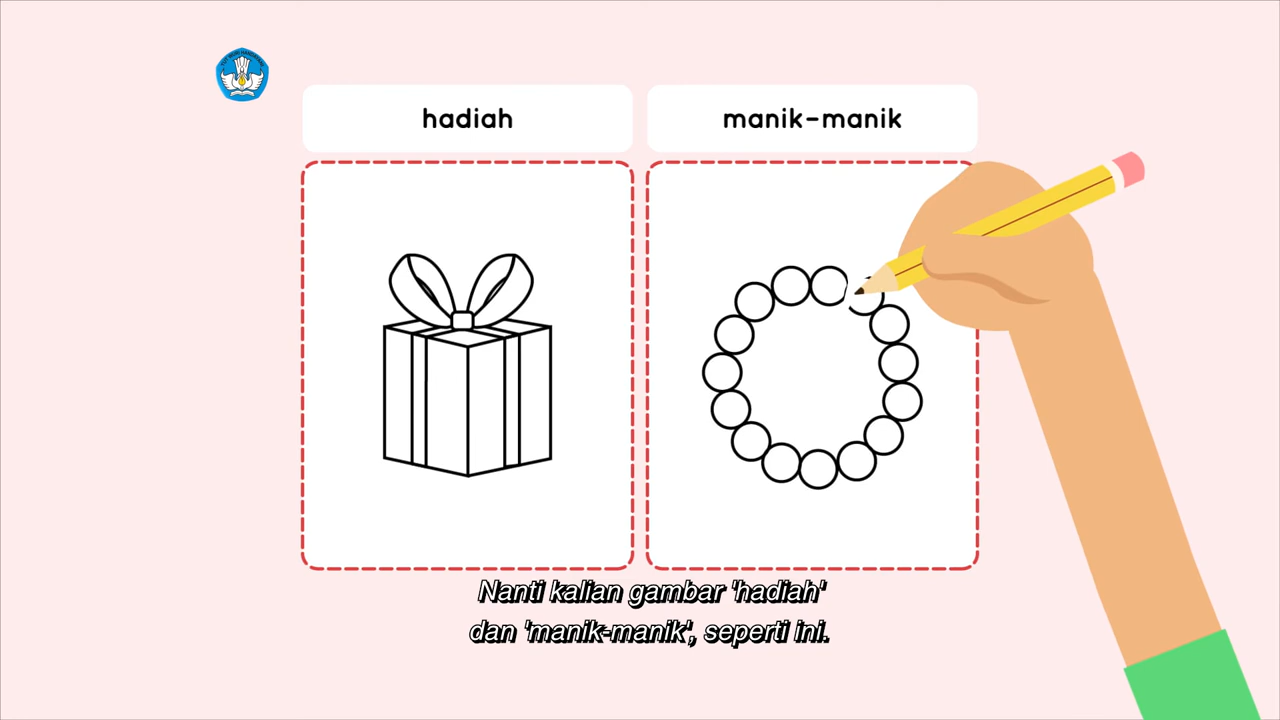 hadiah
manik-manik
Nanti kalian gambar 'hadiah'
dan 'manik-manik', seperti ini.